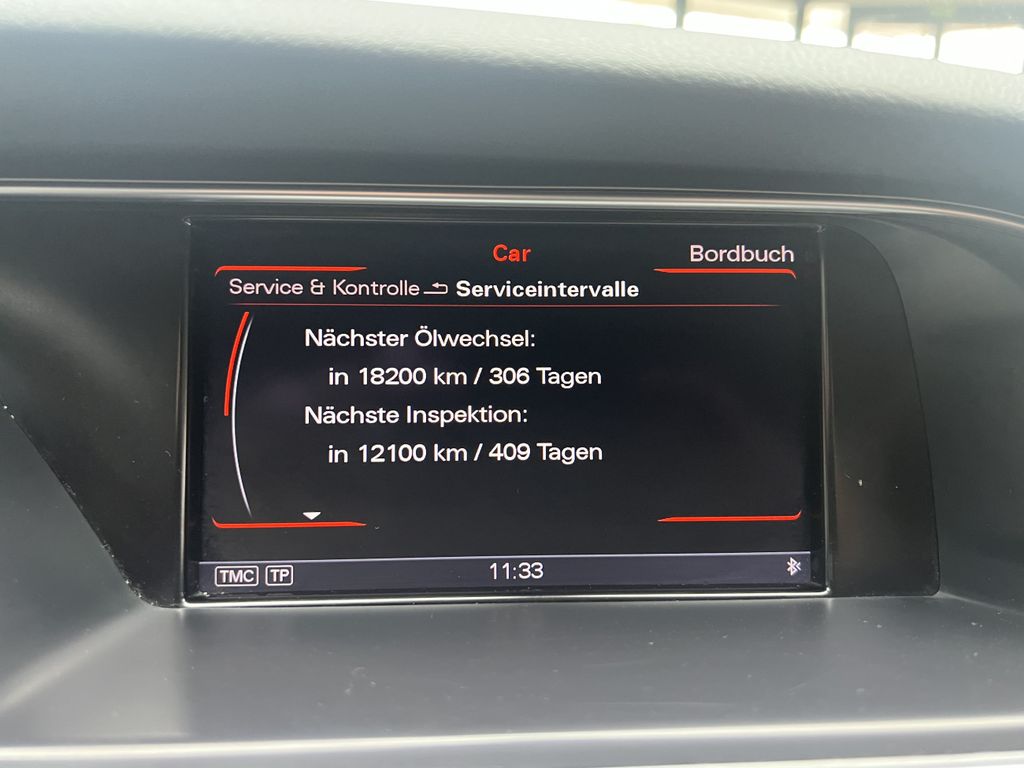 Car
Bordbuch
Service & Kontrolle Serviceintervalle
Nächster Ölwechsel:
in 18200 km / 306 Tagen
Nächste Inspektion:
in 12100 km / 409 Tagen
TMC TP 11:33